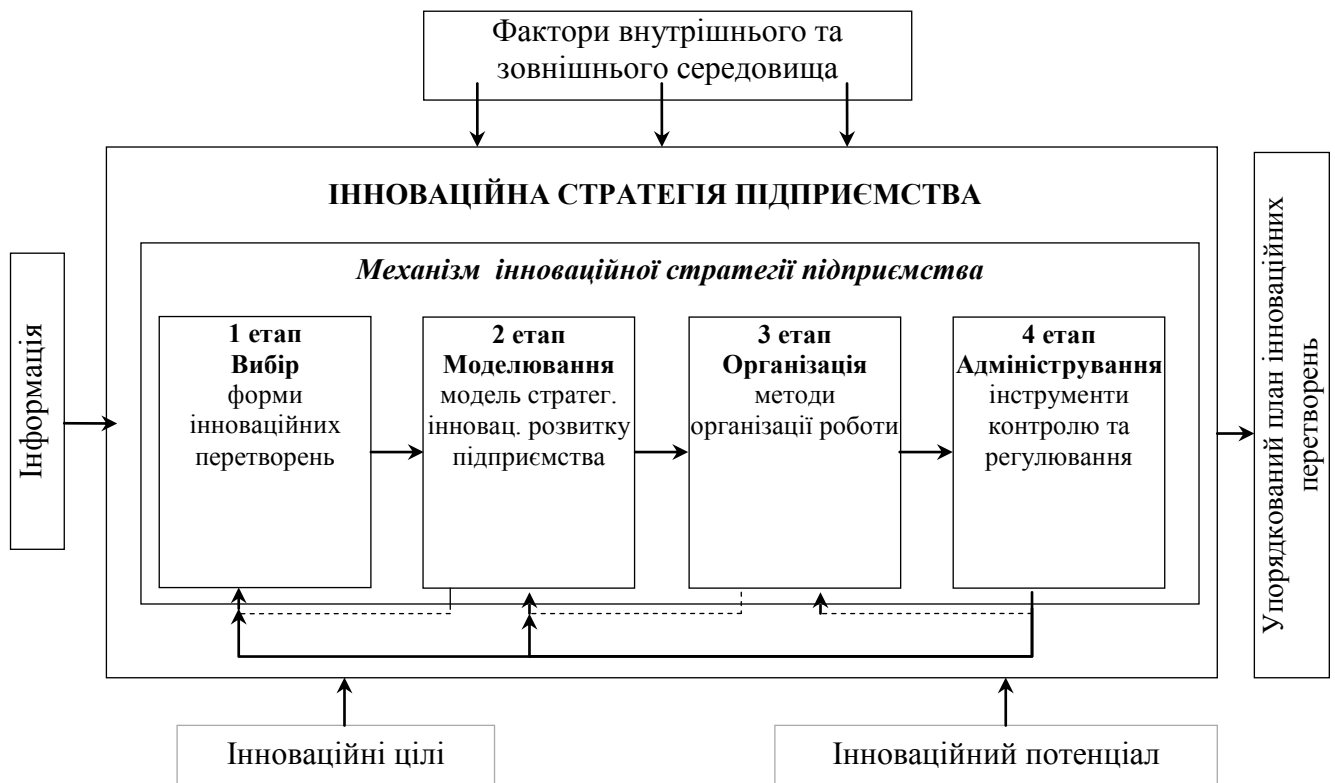 Фактори внутрішнього та
зовнішнього середовища
ІННОВАЦІЙНА СТРАТЕГІЯ ПІДПРИЄМСТВА
Механізм інноваційної стратегії підприємства
Інформація
1 етап
Вибір
форми
інноваційних
перетворень
2 етап
Моделювання
модель стратег.
інновац. розвитку
підприємства
3 етап
Організація
методи
організації роботи
4 етап
Адміністрування
інструменти
контролю та
регулювання
Упорядкований план інноваційних
перетворень
Інноваційні цілі
Інноваційний потенціал